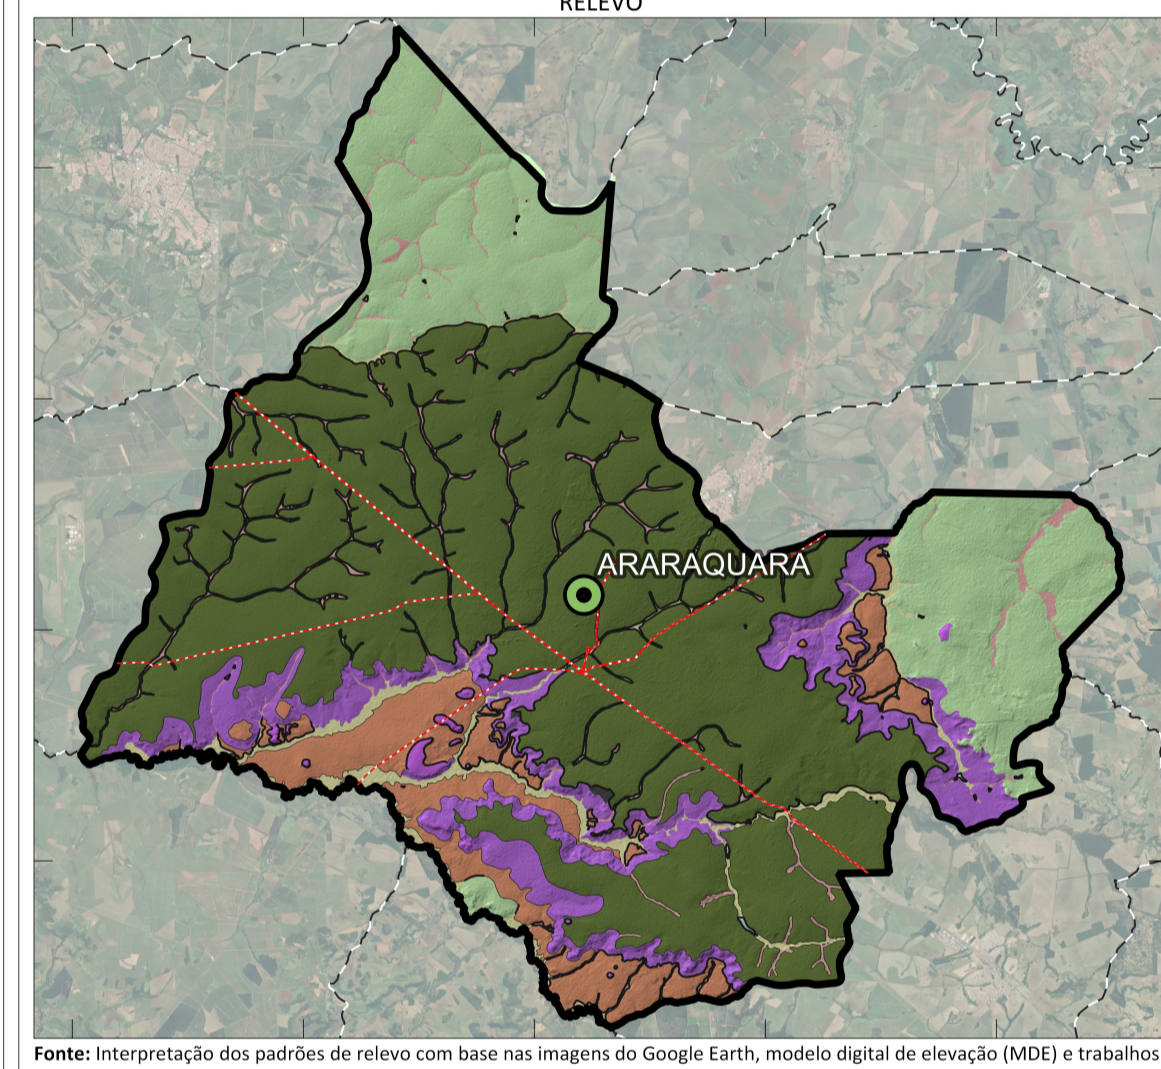 RELEVO
ARARAQUARA
Fonte: Interpretação dos padrões de relevo com base nas imagens do Google Earth, modelo digital de elevação (MDE) e trabalhos